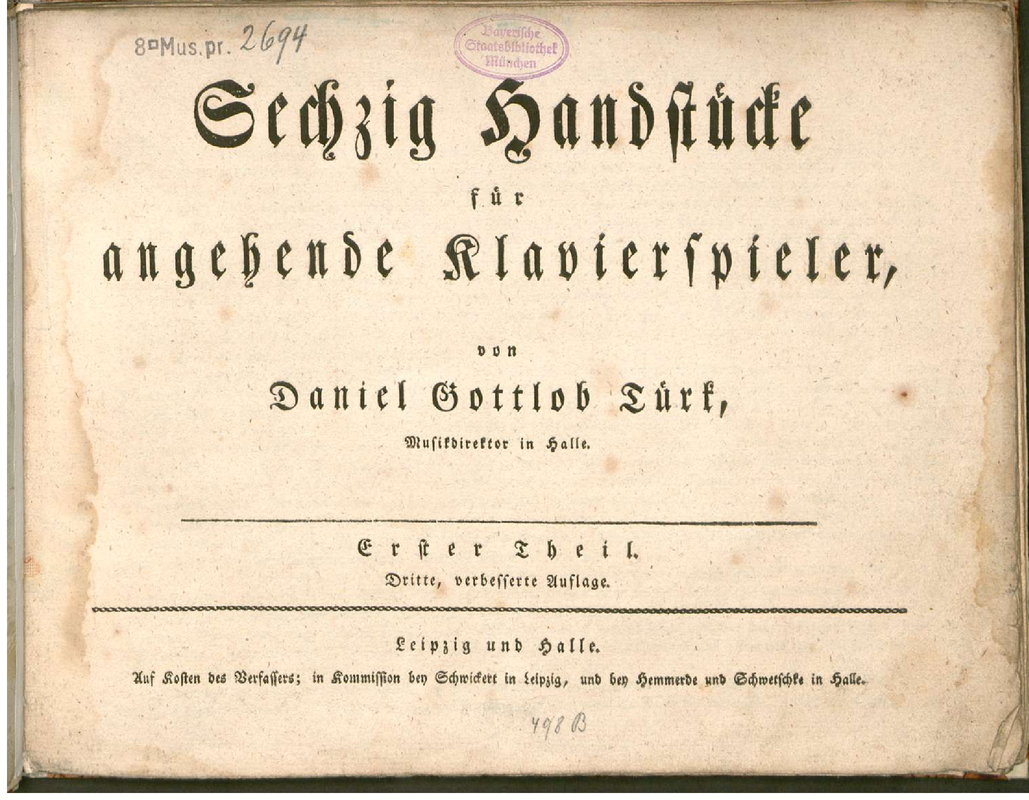 8° Mus.pr. 2694
Bayerische
Staatsbibliothek
München
Sechzig Handstücke
für
angehende Klavierspieler,
von
Daniel Gottlob Türk,
Musikdirektor in Halle.
Erster Theil.
Dritte, verbesserte Auflage.
Leipzig und Halle.
Auf Kosten des Verfassers; in Kommission bey Schwickert in Leipzig, und bey Hemmerde und Schwetschke in Halle.
498 B